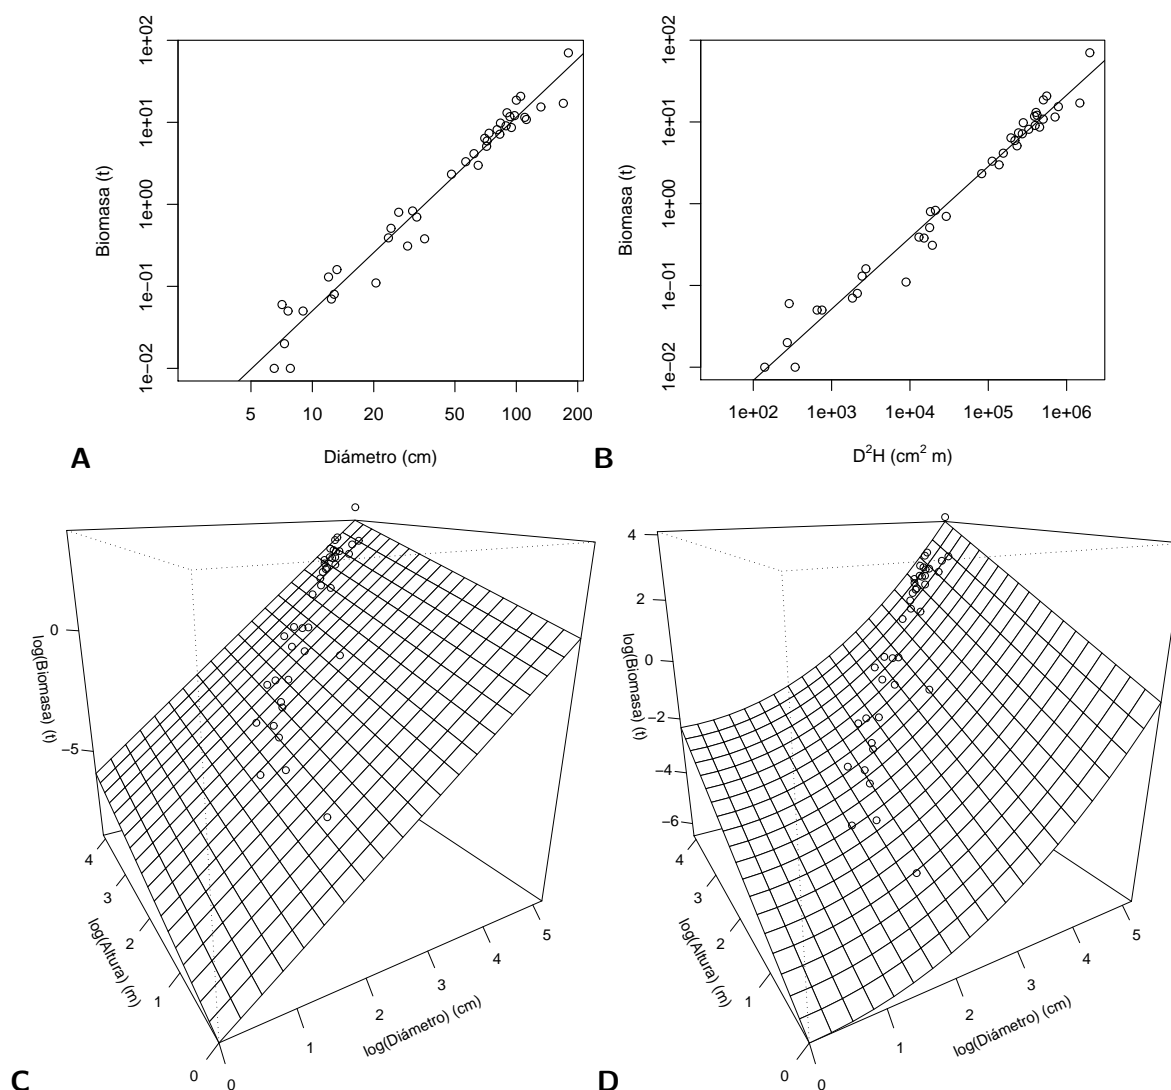 1e+02
1e+01
1e+00
1e-01
1e-02
Biomasa (t)
5 10 20 50 100 200
A Diámetro (cm)
1e+02
1e+01
1e+00
1e-01
1e-02
Biomasa (t)
1e+02 1e+03 1e+04 1e+05 1e+06
B D²H (cm² m)
0
−5
log(Biomasa) (t)
4
3
2
1
0
log(Altura) (m)
0
1
2
3
4
5
log(Diámetro) (cm)
C
4
2
0
−2
−4
−6
log(Biomasa) (t)
4
3
2
1
0
log(Altura) (m)
0
1
2
3
4
5
log(Diámetro) (cm)
D